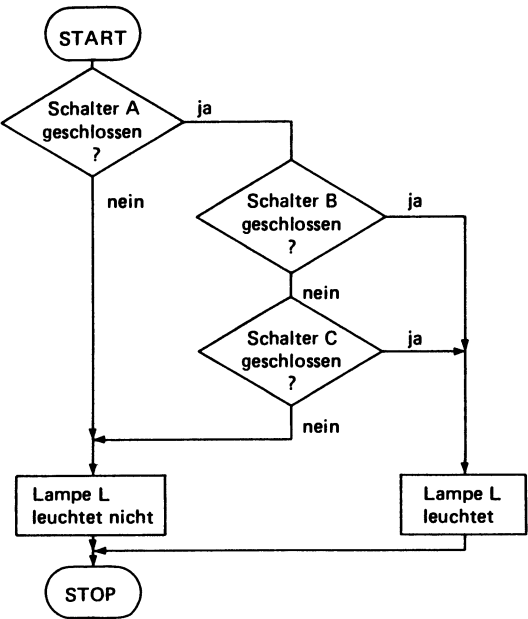 START
Schalter A
geschlossen
?
ja
nein
Schalter B
geschlossen
?
ja
nein
Schalter C
geschlossen
?
ja
nein
Lampe L
leuchtet nicht
Lampe L
leuchtet
STOP